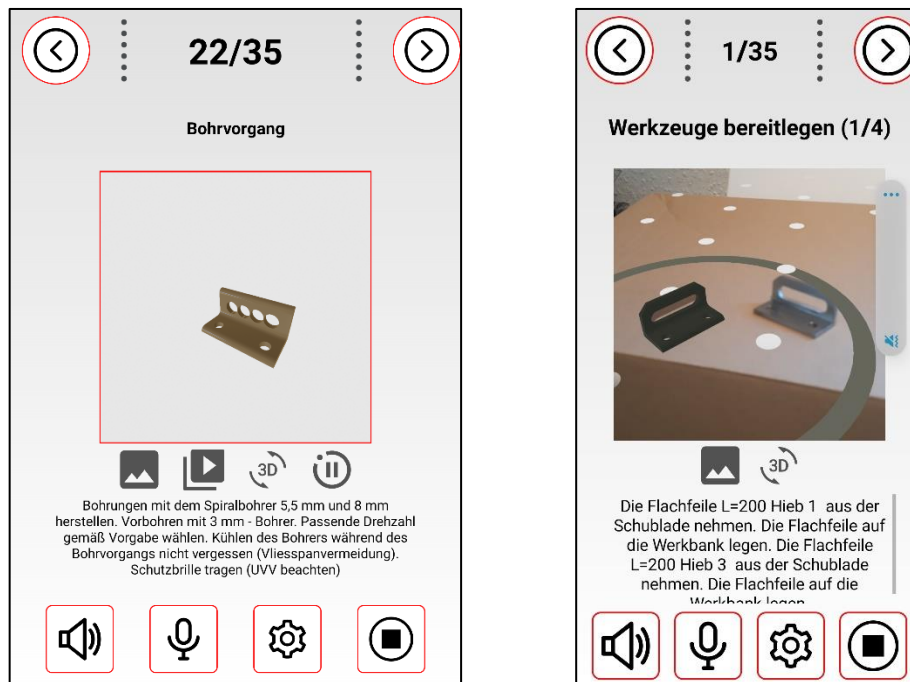 22/35
Bohrvorgang
3D
Bohrungen mit dem Spiralbohrer 5,5 mm und 8 mm
herstellen. Vorbohren mit 3 mm - Bohrer. Passende Drehzahl
gemäß Vorgabe wählen. Kühlen des Bohrers während des
Bohrvorgangs nicht vergessen (Vliesspanvermeidung).
Schutzbrille tragen (UVV beachten)
1/35
Werkzeuge bereitlegen (1/4)
3D
Die Flachfeile L=200 Hieb 1 aus der
Schublade nehmen. Die Flachfeile auf
die Werkbank legen. Die Flachfeile
L=200 Hieb 3 aus der Schublade
nehmen. Die Flachfeile auf die
Werkbank legen